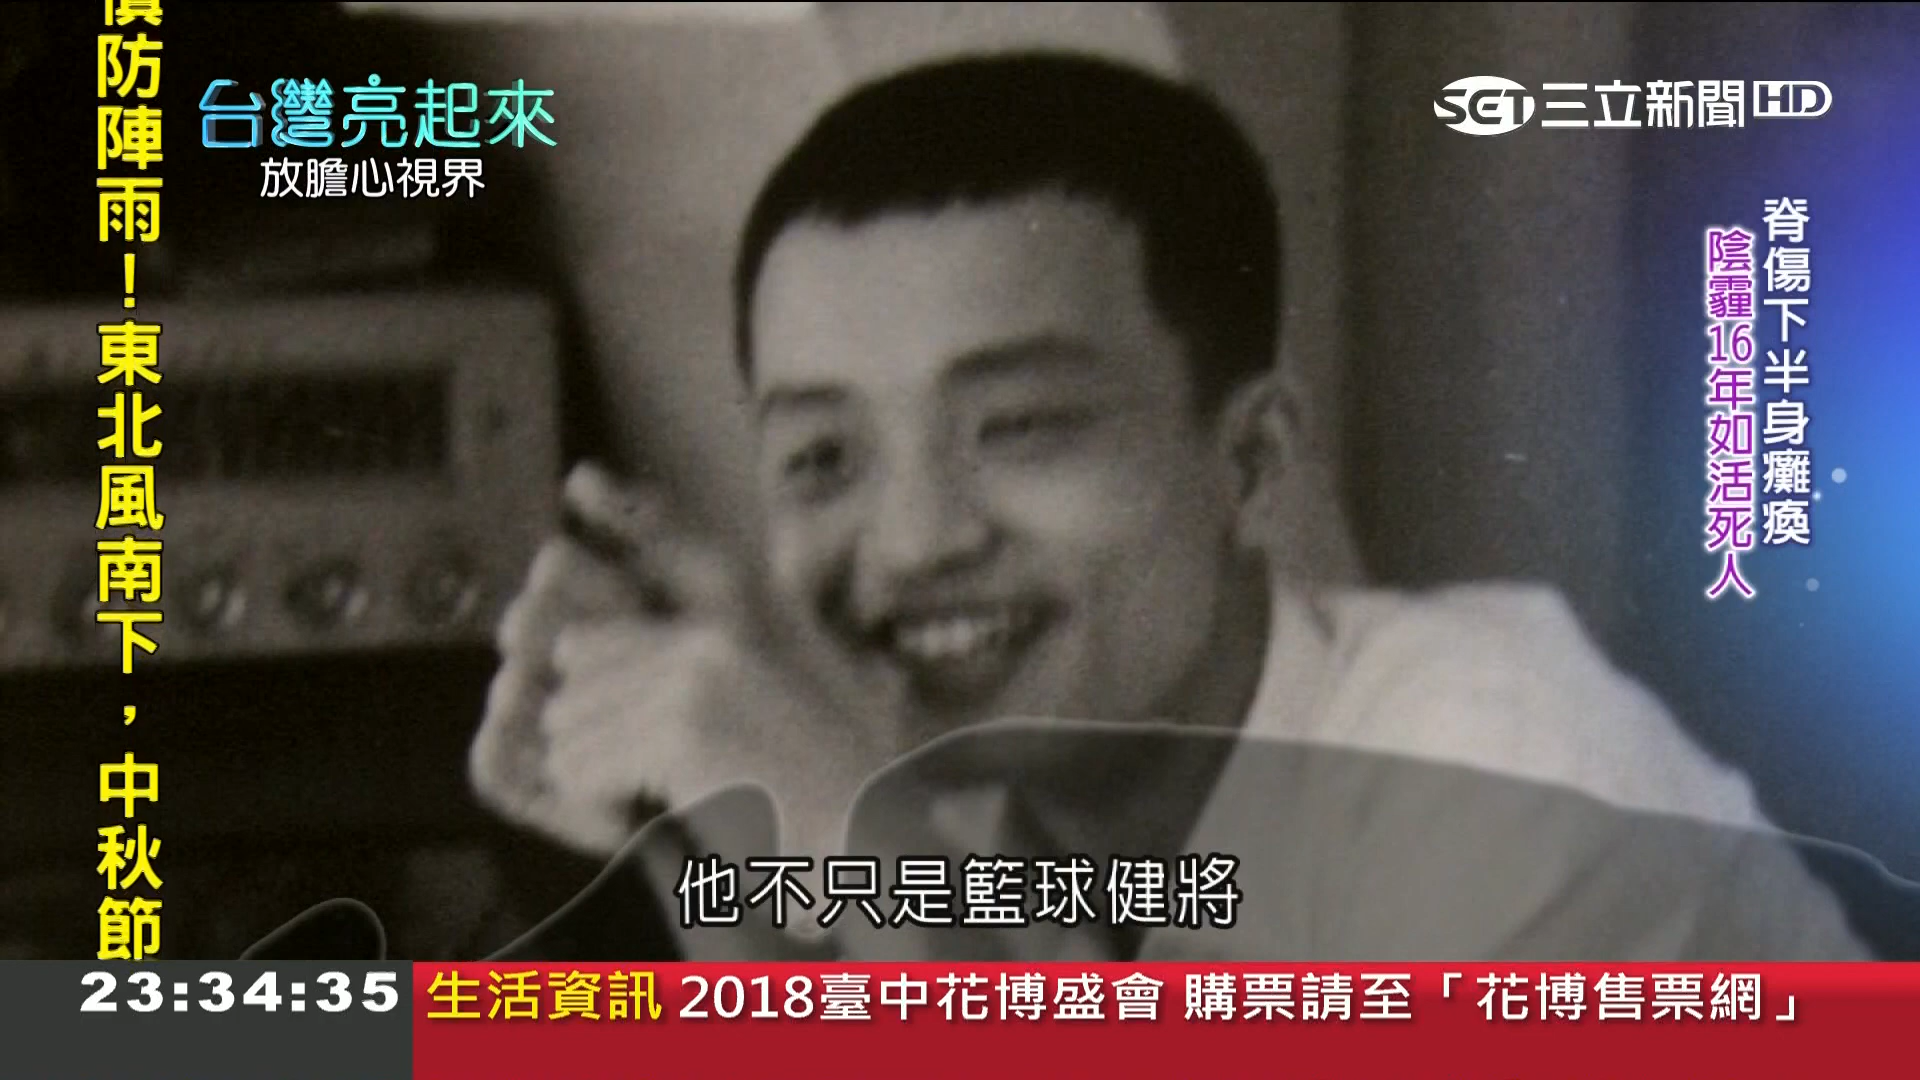 慎防陣雨！東北風南下，中秋節
台灣亮起來
放膽心視界
SET三立新聞HD
脊傷下半身癱瘓
陰霾16年如活死人
他不只是籃球健將
23:34:35
生活資訊 2018臺中花博盛會 購票請至「花博售票網」